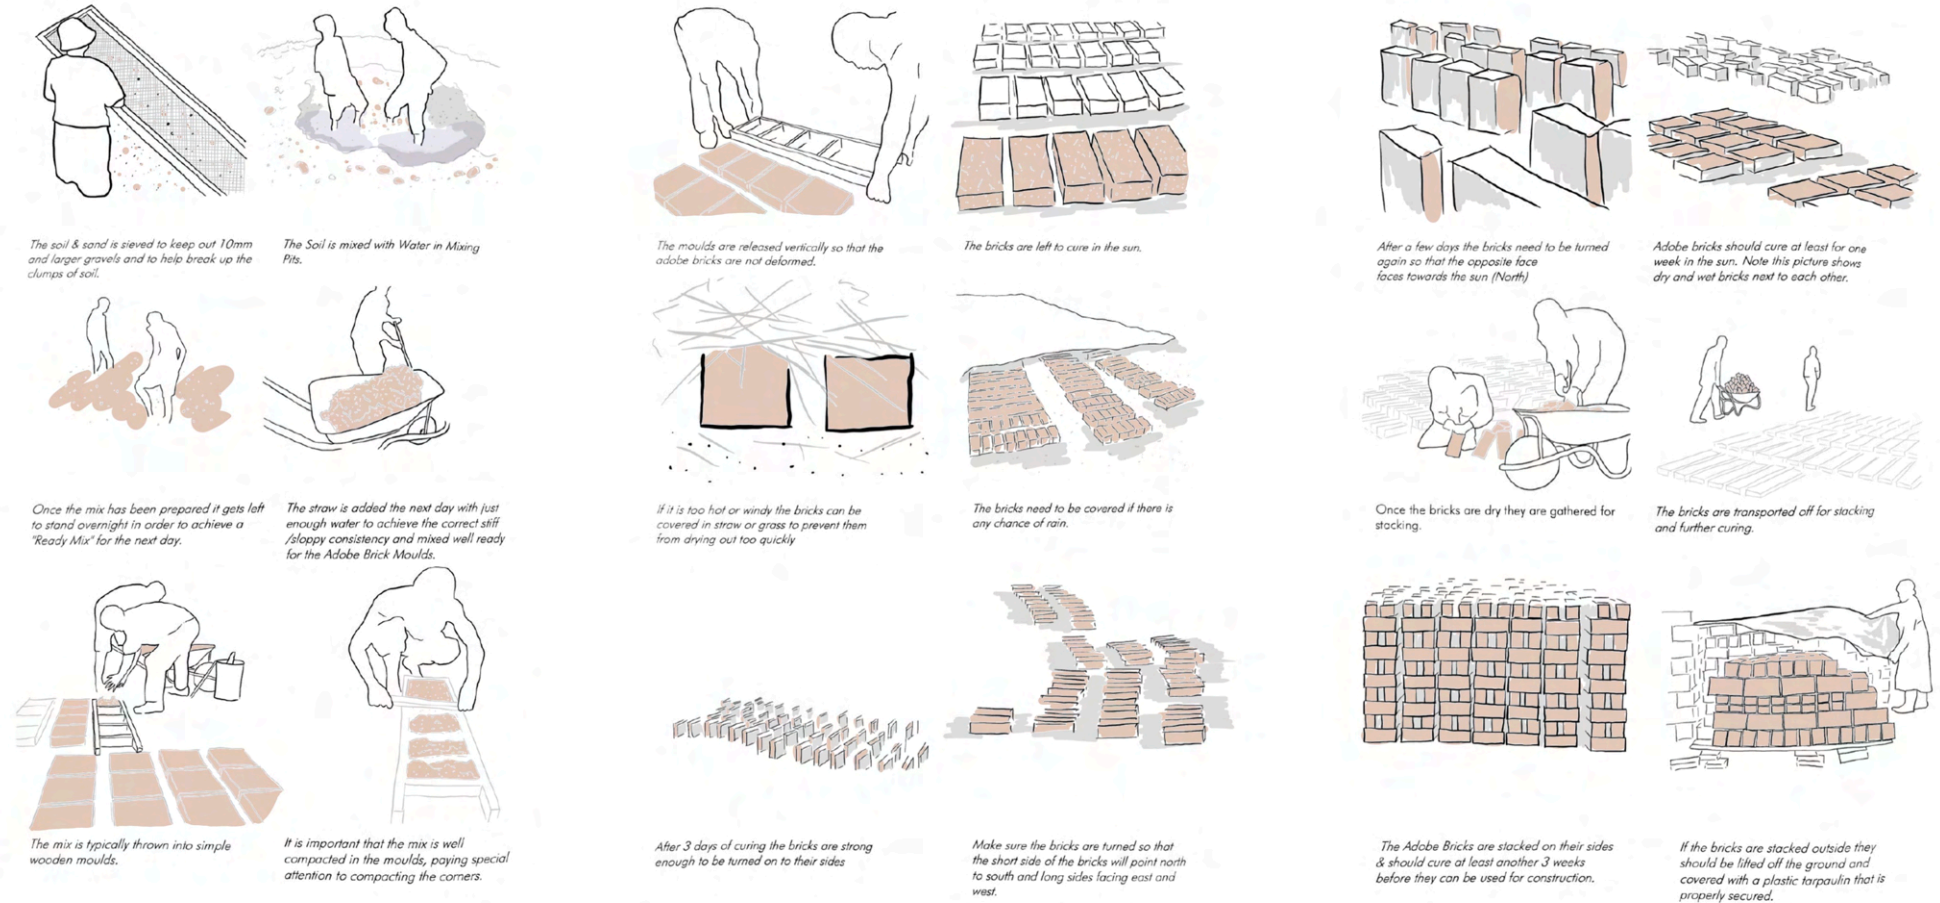 The soil & sand is sieved to keep out 10mm
and larger gravels and to help break up the
clumps of soil.
The Soil is mixed with Water in Mixing
Pits.
Once the mix has been prepared it gets left
to stand overnight in order to achieve a
"Ready Mix" for the next day.
The straw is added the next day with just
enough water to achieve the correct stiff
/sloppy consistency and mixed well ready
for the Adobe Brick Moulds.
The mix is typically thrown into simple
wooden moulds.
It is important that the mix is well
compacted in the moulds, paying special
attention to compacting the corners.
The moulds are released vertically so that the
adobe bricks are not deformed.
The bricks are left to cure in the sun.
If it is too hot or windy the bricks can be
covered in straw or grass to prevent them
from drying out too quickly
The bricks need to be covered if there is
any chance of rain.
After 3 days of curing the bricks are strong
enough to be turned on to their sides
Make sure the bricks are turned so that
the short side of the bricks will point north
to south and long sides facing east and
west.
After a few days the bricks need to be turned
again so that the opposite face
faces towards the sun (North)
Adobe bricks should cure at least for one
week in the sun. Note this picture shows
dry and wet bricks next to each other.
Once the bricks are dry they are gathered for
stacking.
The bricks are transported off for stacking
and further curing.
The Adobe Bricks are stacked on their sides
& should cure at least another 3 weeks
before they can be used for construction.
If the bricks are stacked outside they
should be lifted off the ground and
covered with a plastic tarpaulin that is
properly secured.